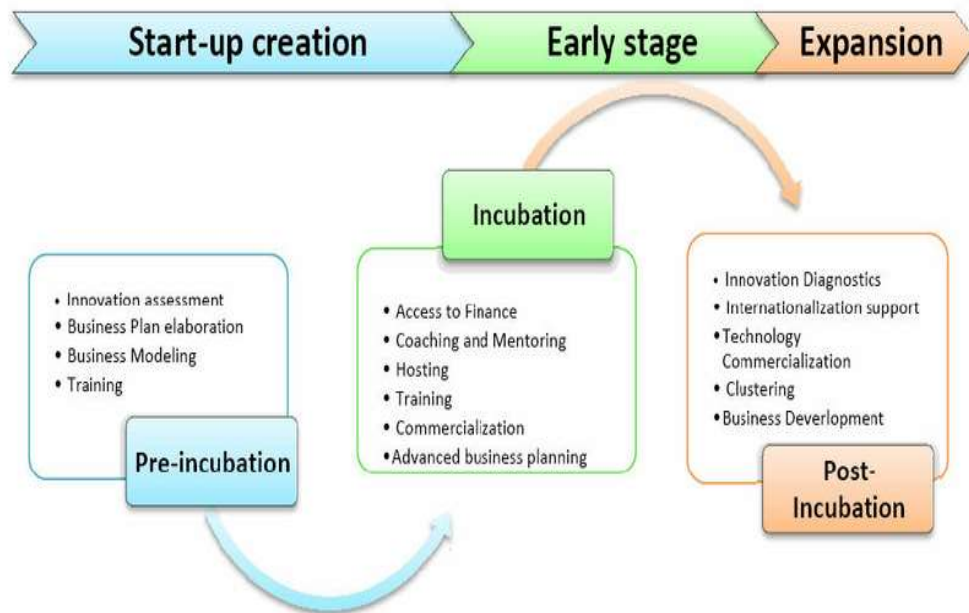 Start-up creation
Early stage
Expansion
Incubation
• Innovation assessment
• Business Plan elaboration
• Business Modeling
• Training
Pre-incubation
• Access to Finance
• Coaching and Mentoring
• Hosting
• Training
• Commercialization
• Advanced business planning
• Innovation Diagnostics
• Internationalization support
• Technology
Commercialization
• Clustering
• Business Deverlopment
Post-
Incubation